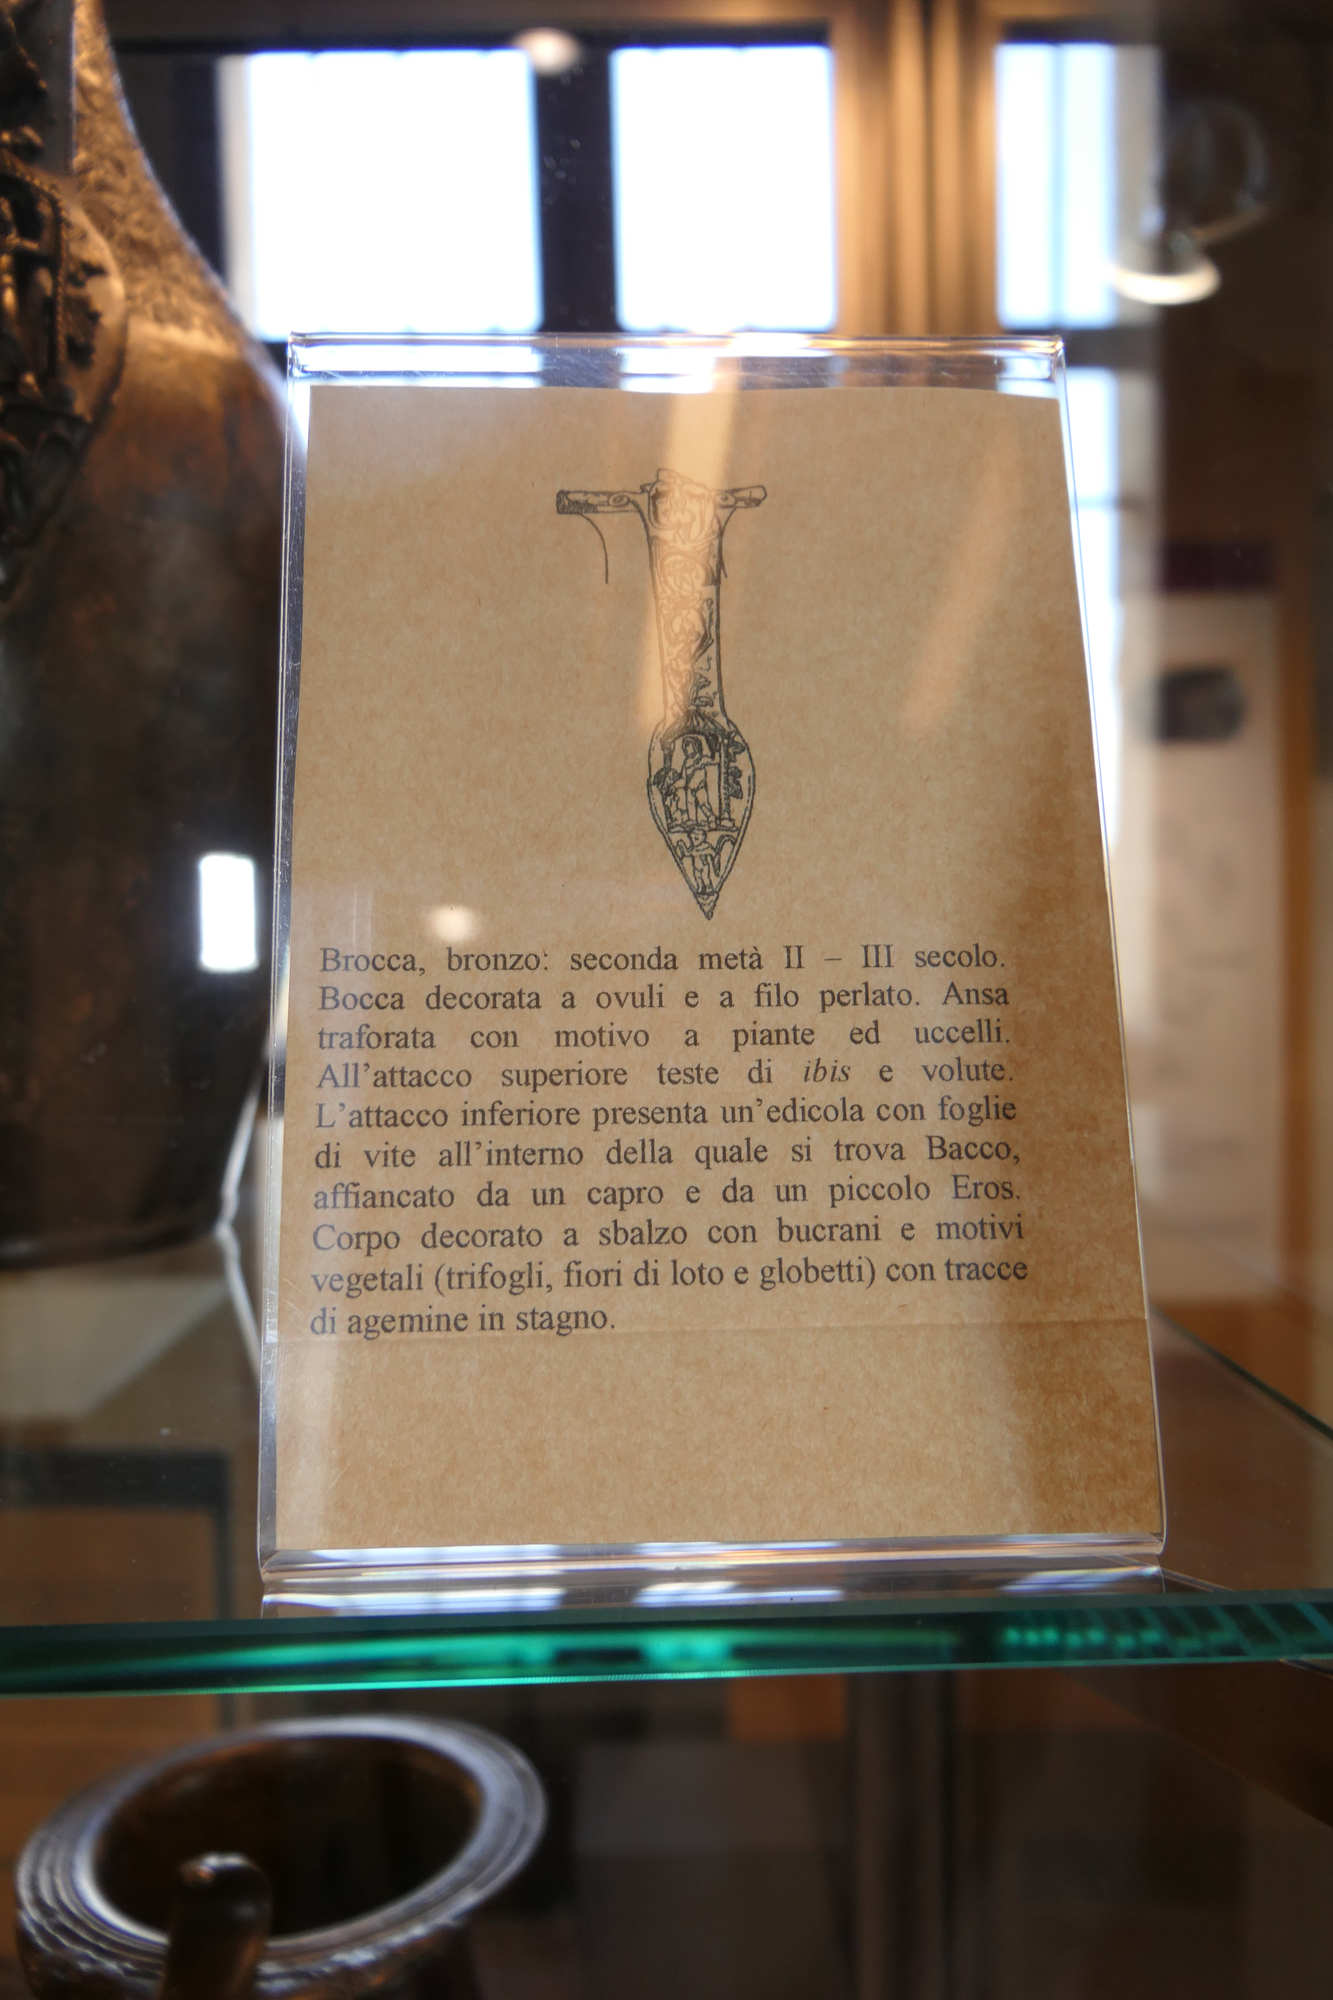 Brocca, bronzo: seconda metà II – III secolo.
Bocca decorata a ovuli e a filo perlato. Ansa
traforata con motivo a piante ed uccelli.
All’attacco superiore teste di ibis e volute.
L’attacco inferiore presenta un’edicola con foglie
di vite all’interno della quale si trova Bacco,
affiancato da un capro e da un piccolo Eros.
Corpo decorato a sbalzo con bucrani e motivi
vegetali (trifogli, fiori di loto e globetti) con tracce
di agemine in stagno.